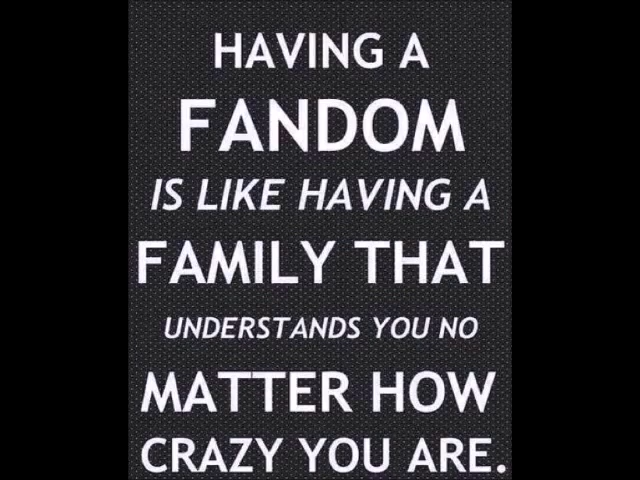 HAVING A
FANDOM
IS LIKE HAVING A
FAMILY THAT
UNDERSTANDS YOU NO
MATTER HOW
CRAZY YOU ARE.